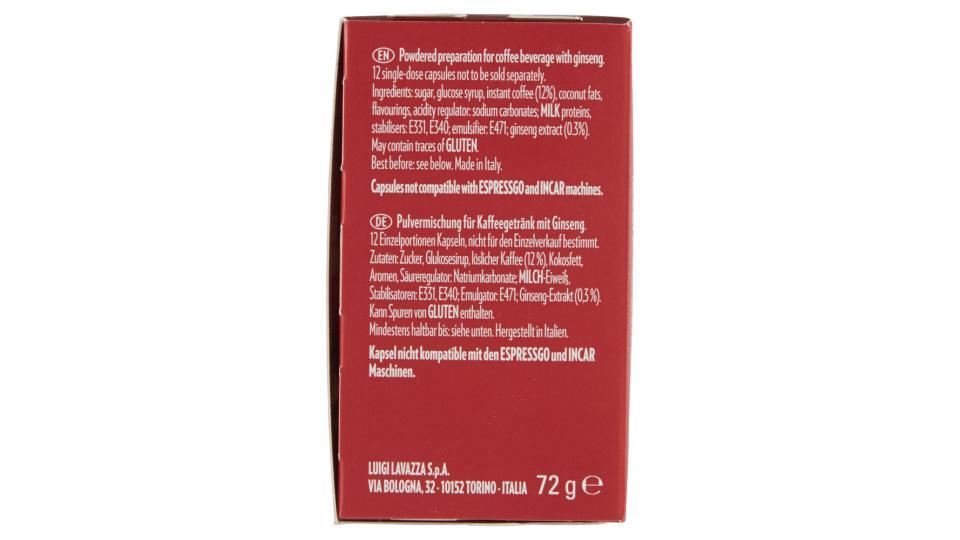 EN Powdered preparation for coffee beverage with ginseng.
12 single-dose capsules not to be sold separately.
Ingredients: sugar, glucose syrup, instant coffee (12%), coconut fats,
flavourings, acidity regulator: sodium carbonates; MILK proteins,
stabilisers: E331, E340; emulsifier: E471; ginseng extract (0.3%).
May contain traces of GLUTEN.
Best before: see below. Made in Italy.
Capsules not compatible with ESPRESSGO and INCAR machines.
DE Pulvermischung für Kaffeegetränk mit Ginseng.
12 Einzelportionen Kapseln, nicht für den Einzelverkauf bestimmt.
Zutaten: Zucker, Glukosesirup, löslicher Kaffee (12 %), Kokosfett,
Aromen, Säureregulator: Natriumkarbonate; MILCH-Eiweiß,
Stabilisatoren: E331, E340; Emulgator: E471; Ginseng-Extrakt (0,3 %).
Kann Spuren von GLUTEN enthalten.
Mindestens haltbar bis: siehe unten. Hergestellt in Italien.
Kapsel nicht kompatible mit den ESPRESSGO und INCAR
Maschinen.
LUIGI LAVAZZA S.p.A.
VIA BOLOGNA, 32 - 10152 TORINO - ITALIA 72 g ℮